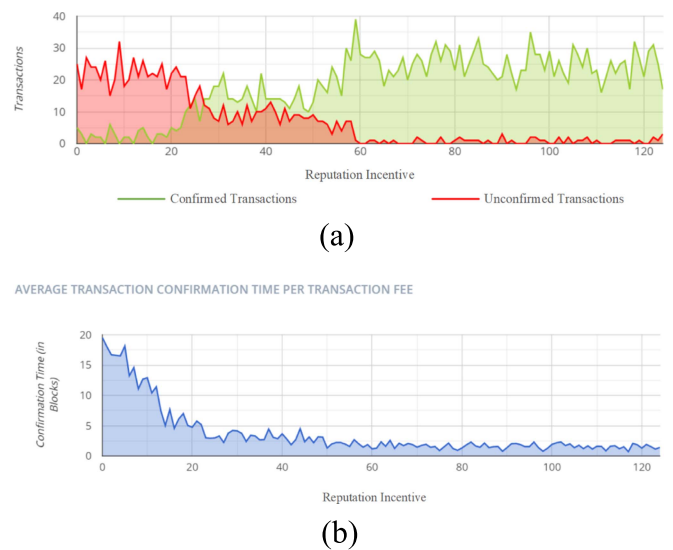 40
30
20
10
0
Transactions
0 20 40 60 80 100 120
Reputation Incentive
Confirmed Transactions Unconfirmed Transactions
(a)
AVERAGE TRANSACTION CONFIRMATION TIME PER TRANSACTION FEE
20
15
10
5
0
Confirmation Time (in
Blocks)
0 20 40 60 80 100 120
Reputation Incentive
(b)